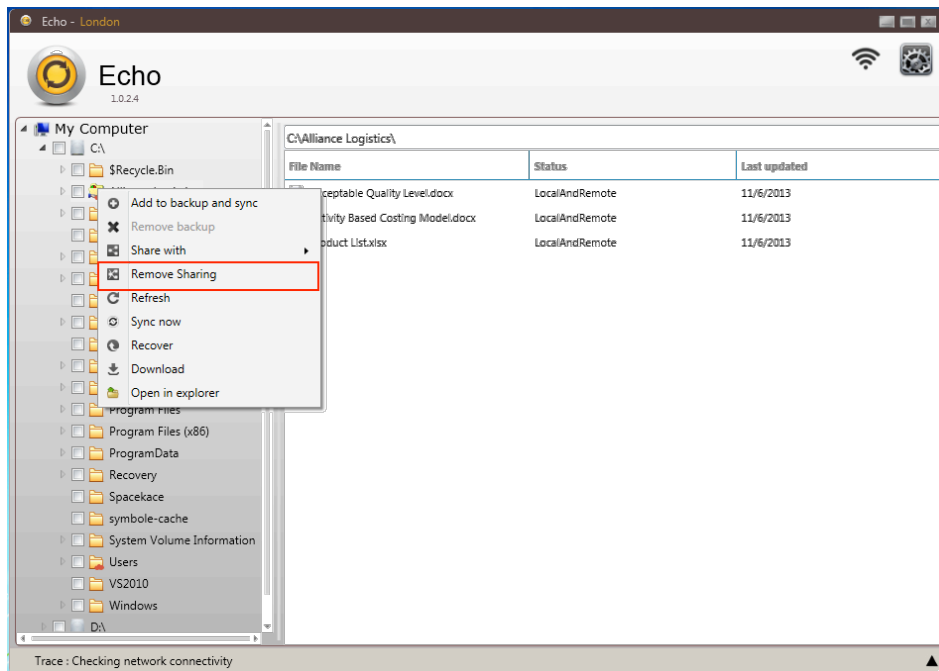 Echo - London
Echo
1.0.2.4
My Computer
C:\
$Recycle.Bin
Add to backup and sync
Remove backup
Share with
Remove Sharing
Refresh
Sync now
Recover
Download
Open in explorer
Program Files
Program Files (x86)
ProgramData
Recovery
Spacekace
symbole-cache
System Volume Information
Users
VS2010
Windows
D:\
C:\Alliance Logistics\
File Name Status Last updated
ceptable Quality Level.docx LocalAndRemote 11/6/2013
tivity Based Costing Model.docx LocalAndRemote 11/6/2013
oduct List.xlsx LocalAndRemote 11/6/2013
Trace : Checking network connectivity